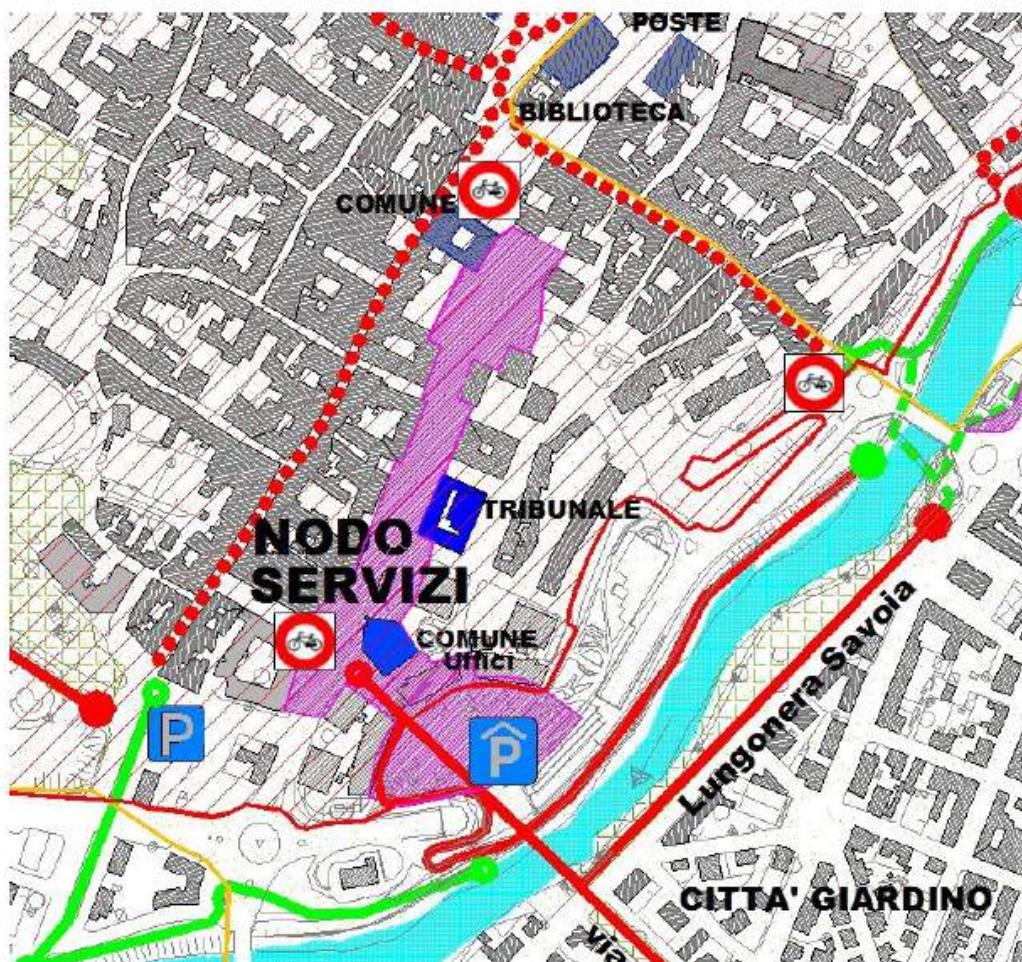 POSTE
BIBLIOTECA
COMUNE
TRIBUNALE
NODO
SERVIZI
COMUNE
Uffici
P
P
Lungonera Savoia
CITTA' GIARDINO
via